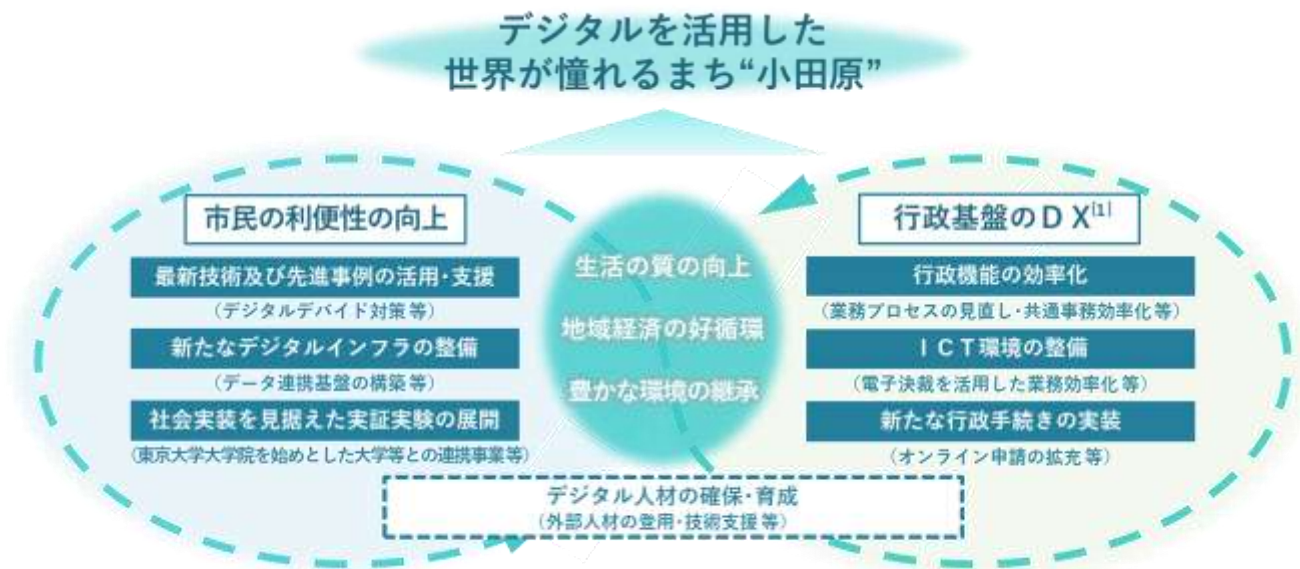 デジタルを活用した
世界が憧れるまち“小田原”
市民の利便性の向上
最新技術及び先進事例の活用・支援
（デジタルデバイド対策等）
新たなデジタルインフラの整備
（データ連携基盤の構築等）
社会実装を見据えた実証実験の展開
（東京大学大学院を始めとした大学等との連携事業等）
生活の質の向上
地域経済の好循環
豊かな環境の継承
行政基盤のＤＸ[1]
行政機能の効率化
（業務プロセスの見直し・共通事務効率化等）
ＩＣＴ環境の整備
（電子決裁を活用した業務効率化等）
新たな行政手続きの実装
（オンライン申請の拡充等）
デジタル人材の確保・育成
（外部人材の登用・技術支援等）